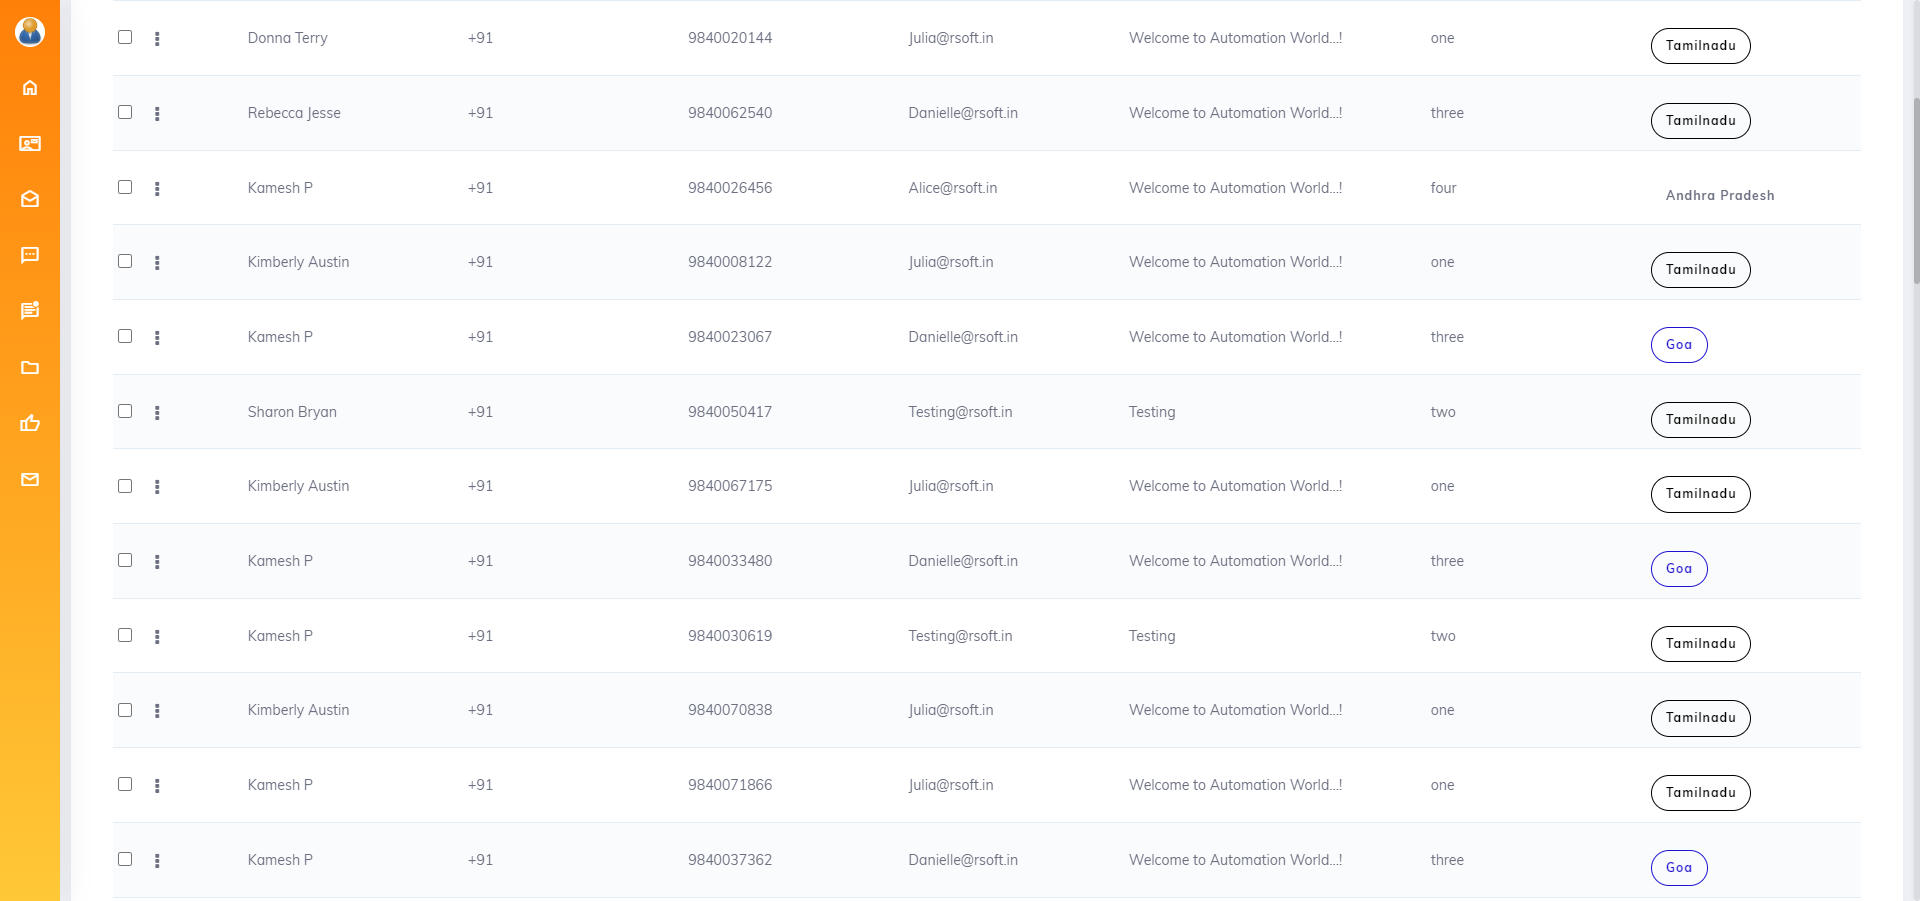 Donna Terry +91 9840020144 Julia@rsoft.in Welcome to Automation World...! one Tamilnadu
Rebecca Jesse +91 9840062540 Danielle@rsoft.in Welcome to Automation World...! three Tamilnadu
Kamesh P +91 9840026456 Alice@rsoft.in Welcome to Automation World...! four Andhra Pradesh
Kimberly Austin +91 9840008122 Julia@rsoft.in Welcome to Automation World...! one Tamilnadu
Kamesh P +91 9840023067 Danielle@rsoft.in Welcome to Automation World...! three Goa
Sharon Bryan +91 9840050417 Testing@rsoft.in Testing two Tamilnadu
Kimberly Austin +91 9840067175 Julia@rsoft.in Welcome to Automation World...! one Tamilnadu
Kamesh P +91 9840033480 Danielle@rsoft.in Welcome to Automation World...! three Goa
Kamesh P +91 9840030619 Testing@rsoft.in Testing two Tamilnadu
Kimberly Austin +91 9840070838 Julia@rsoft.in Welcome to Automation World...! one Tamilnadu
Kamesh P +91 9840071866 Julia@rsoft.in Welcome to Automation World...! one Tamilnadu
Kamesh P +91 9840037362 Danielle@rsoft.in Welcome to Automation World...! three Goa